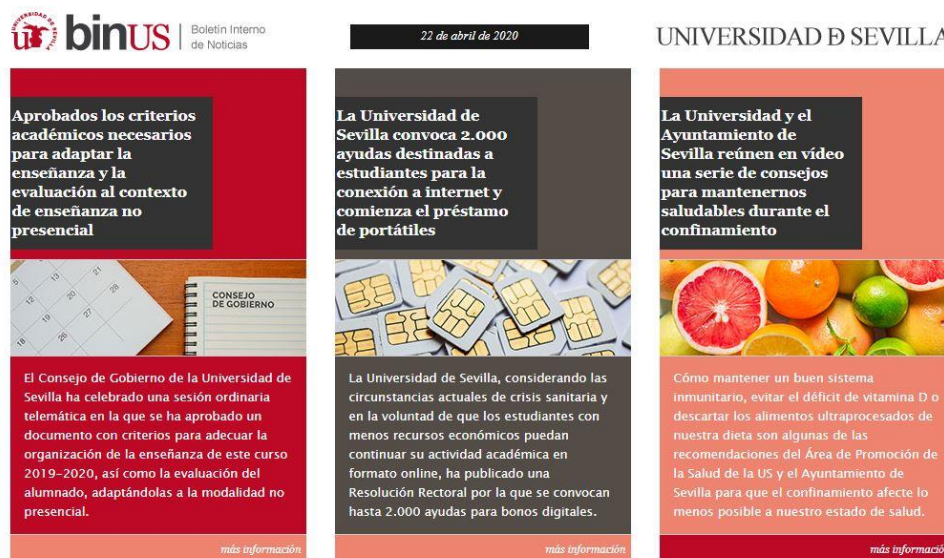 UNIVERSIDAD DE SEVILLA
binus
Boletín Interno
de Noticias
22 de abril de 2020
UNIVERSIDAD Đ SEVILLA
Aprobados los criterios
académicos necesarios
para adaptar la
enseñanza y la
evaluación al contexto
de enseñanza no
presencial
CONSEJO
DE GOBIERNO
El Consejo de Gobierno de la Universidad de
Sevilla ha celebrado una sesión ordinaria
telemática en la que se ha aprobado un
documento con criterios para adecuar la
organización de la enseñanza de este curso
2019-2020, así como la evaluación del
alumnado, adaptándolas a la modalidad no
presencial.
más información
La Universidad de
Sevilla convoca 2.000
ayudas destinadas a
estudiantes para la
conexión a internet y
comienza el préstamo
de portátiles
La Universidad de Sevilla, considerando las
circunstancias actuales de crisis sanitaria y
en la voluntad de que los estudiantes con
menos recursos económicos puedan
continuar su actividad académica en
formato online, ha publicado una
Resolución Rectoral por la que se convocan
hasta 2.000 ayudas para bonos digitales.
más información
La Universidad y el
Ayuntamiento de
Sevilla reúnen en vídeo
una serie de consejos
para mantenernos
saludables durante el
confinamiento
Cómo mantener un buen sistema
inmunitario, evitar el déficit de vitamina D o
descartar los alimentos ultraprocesados de
nuestra dieta son algunas de las
recomendaciones del Área de Promoción de
la Salud de la US y el Ayuntamiento de
Sevilla para que el confinamiento afecte lo
menos posible a nuestro estado de salud.
más información